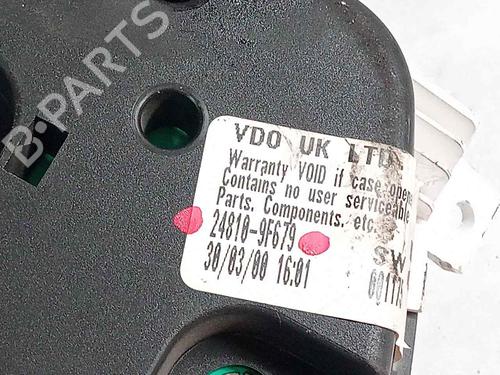 B-PARTS
VDO UK LTD
Warranty VOID if case
Contains no user serviceable
Parts, Components, etc.
24810-9F679
30/03/00 16:01
SW